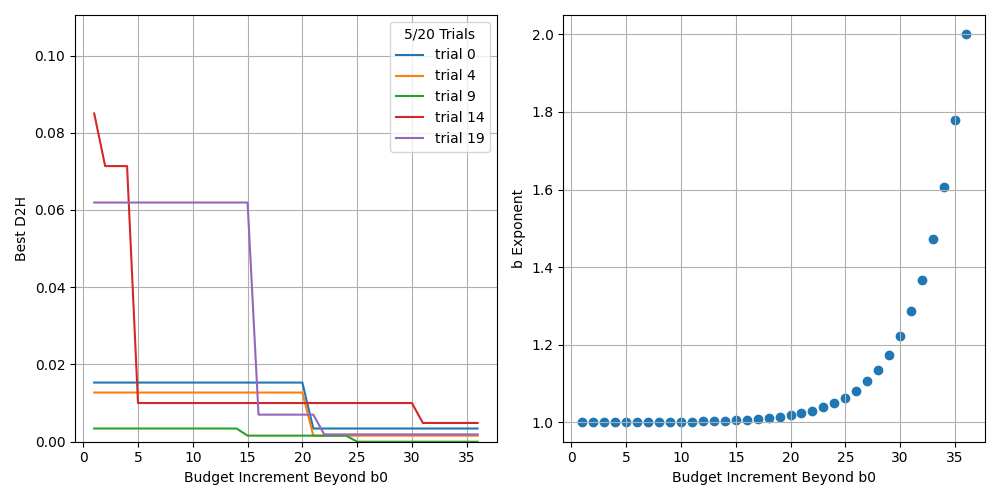 5/20 Trials
trial 0
trial 4
trial 9
trial 14
trial 19
0.10
0.08
0.06
0.04
0.02
0.00
Best D2H
0 5 10 15 20 25 30 35
Budget Increment Beyond b0
2.0
1.8
1.6
1.4
1.2
1.0
b Exponent
0 5 10 15 20 25 30 35
Budget Increment Beyond b0